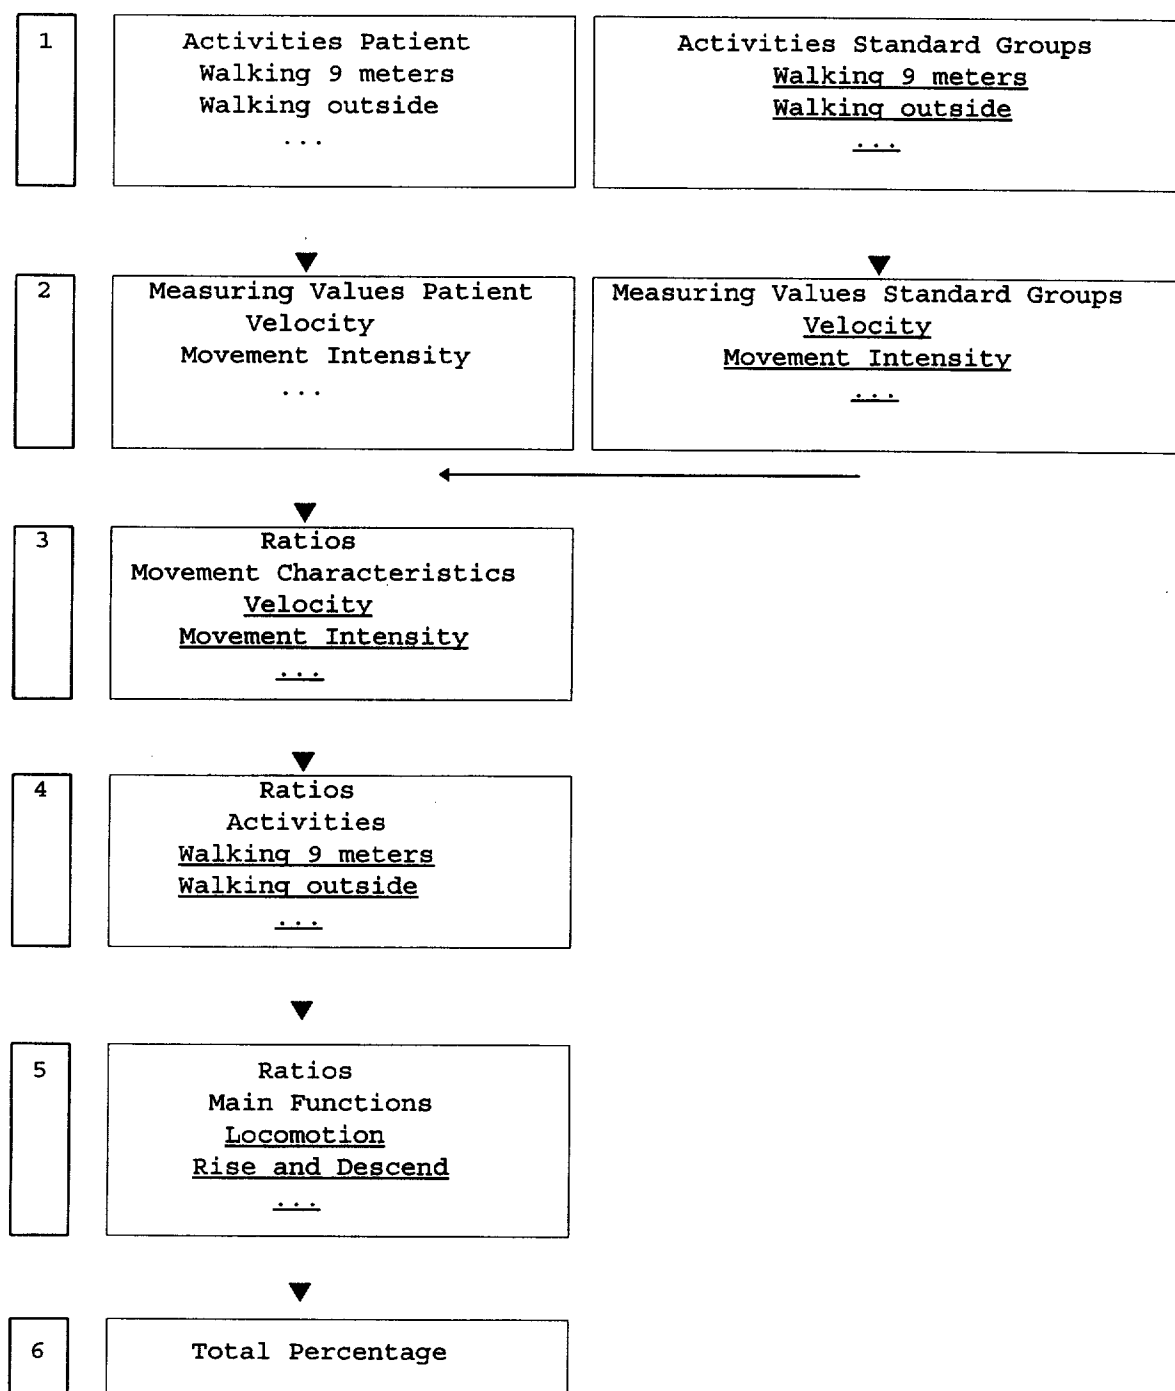 1
Activities Patient
Walking 9 meters
Walking outside
...
Activities Standard Groups
Walking 9 meters
Walking outside
...
2
Measuring Values Patient
Velocity
Movement Intensity
...
Measuring Values Standard Groups
Velocity
Movement Intensity
...
3
Ratios
Movement Characteristics
Velocity
Movement Intensity
...
4
Ratios
Activities
Walking 9 meters
Walking outside
...
5
Ratios
Main Functions
Locomotion
Rise and Descend
...
6
Total Percentage